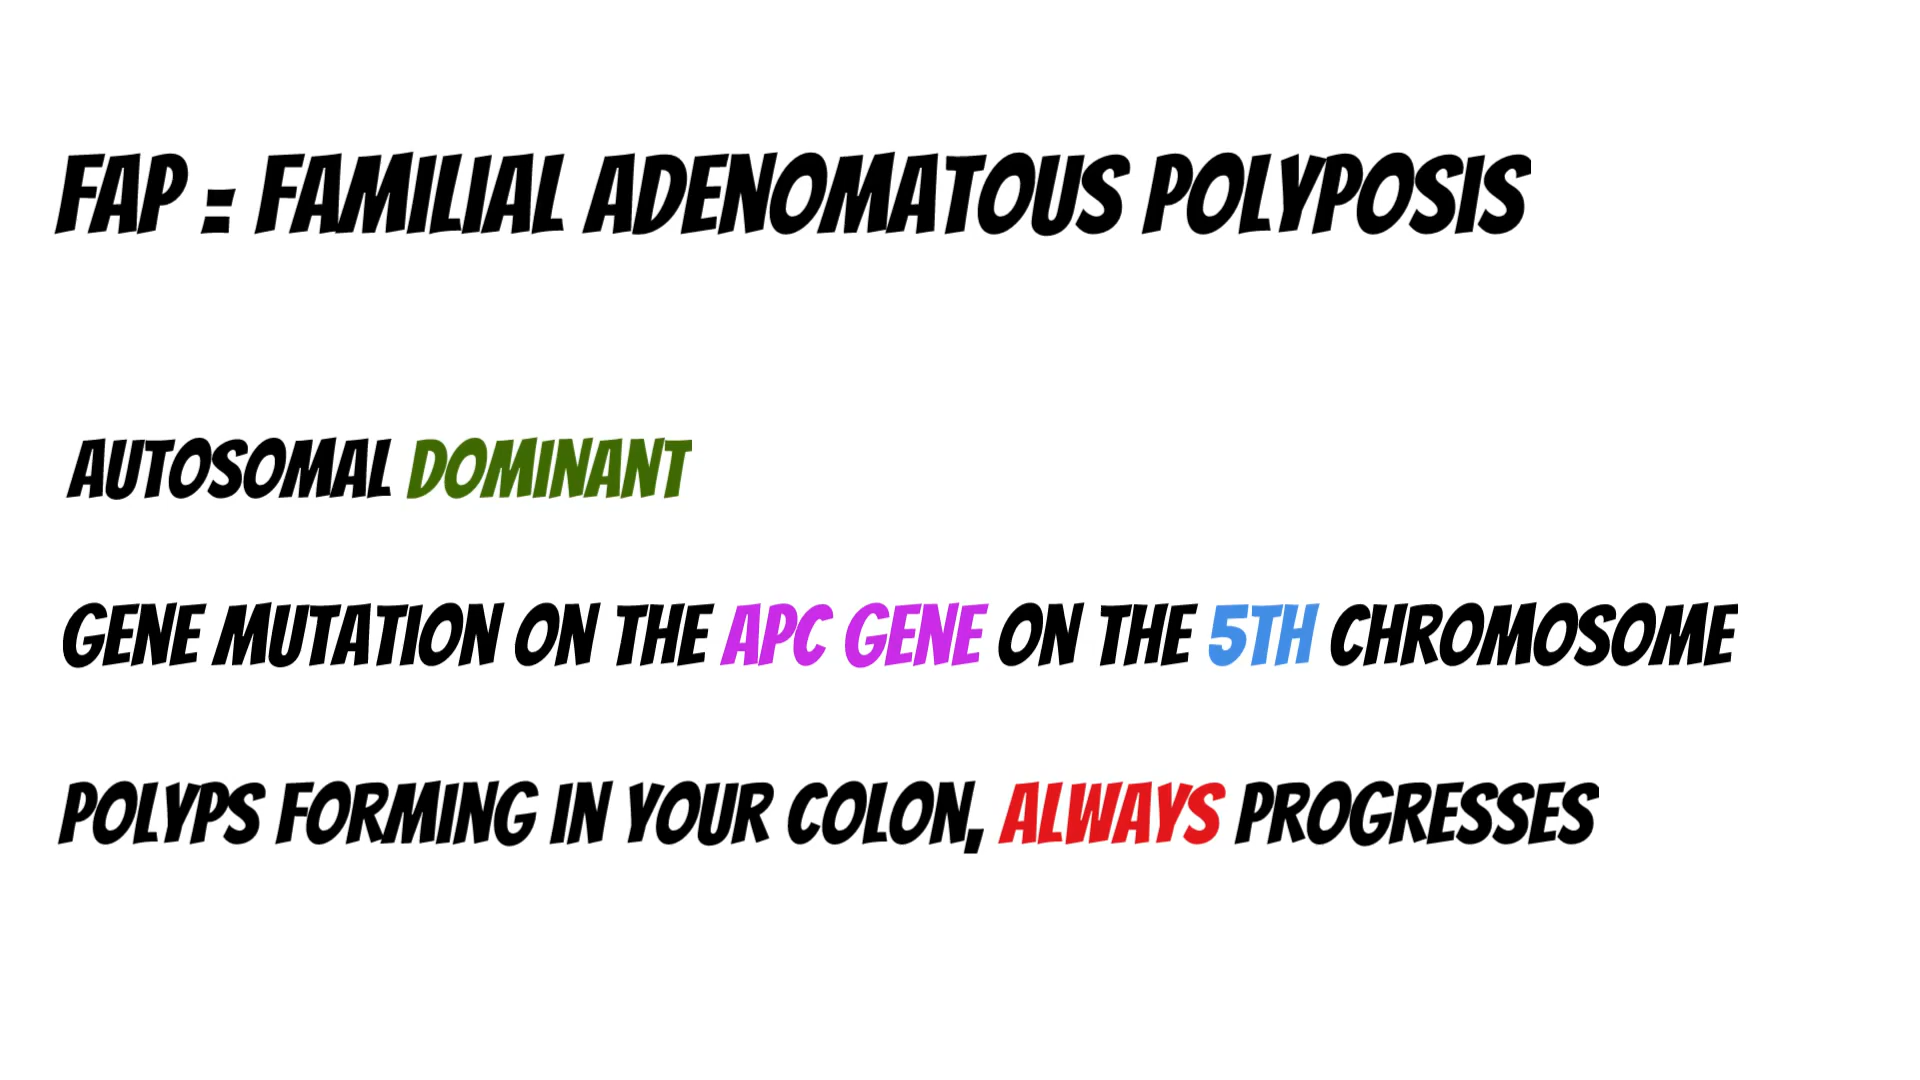 FAP = FAMILIAL ADENOMATOUS POLYPOSIS
AUTOSOMAL DOMINANT
GENE MUTATION ON THE APC GENE ON THE 5TH CHROMOSOME
POLYPS FORMING IN YOUR COLON, ALWAYS PROGRESSES